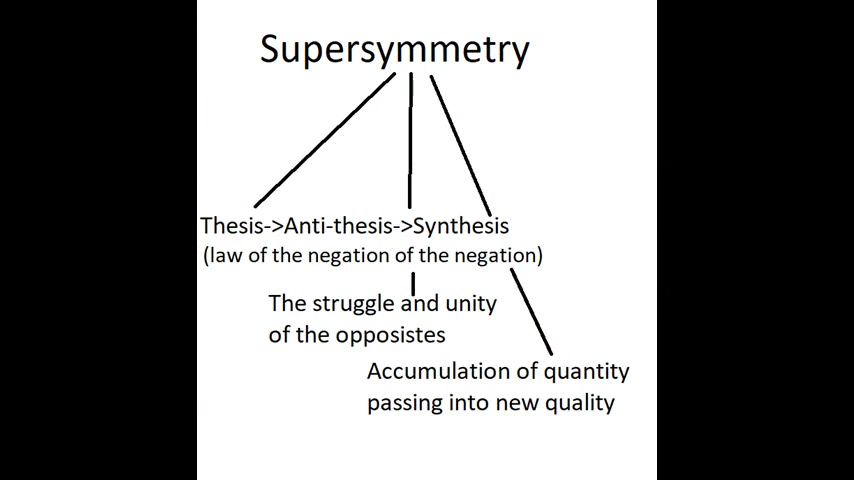 Supersymmetry
Thesis->Anti-thesis->Synthesis
(law of the negation of the negation)
The struggle and unity
of the opposistes
Accumulation of quantity
passing into new quality